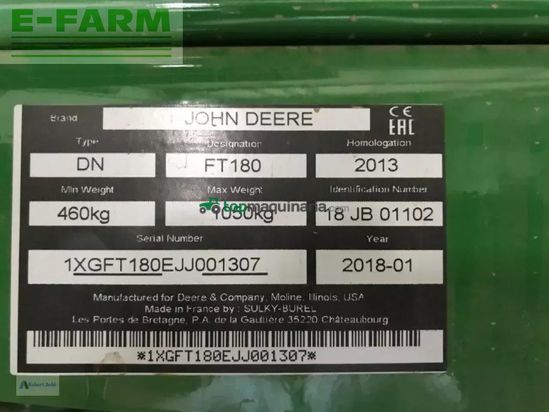 E-FARM
Brand
JOHN DEERE
CE
EAC
Type
Designation
Homologation
DN
FT180
2013
Min Weight
Max Weight
Identification Number
460kg
1050kg
18 JB 01102
topmaquinaria.com
Serial Number
Year
1XGFT180EJJ001307
2018-01
Manufactured for Deere & Company, Moline, Illinois, USA
Made in France by : SULKY-BUREL
Les Portes de Bretagne, P.A. de la Gaultière 35220 Châteaubourg
*1XGFT180EJJ001307*